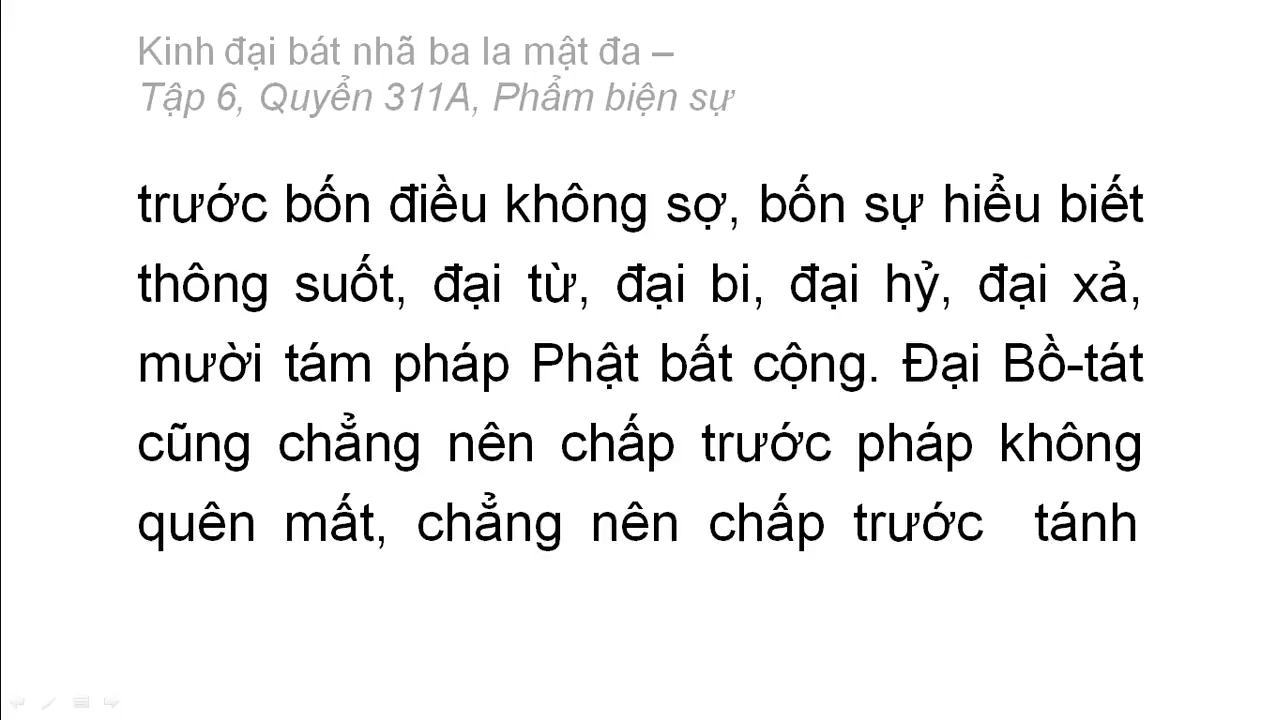 Kinh đại bát nhã ba la mật đa –
Tập 6, Quyển 311A, Phẩm biện sự
trước bốn điều không sợ, bốn sự hiểu biết
thông suốt, đại từ, đại bi, đại hỷ, đại xả,
mười tám pháp Phật bất cộng. Đại Bồ-tát
cũng chẳng nên chấp trước pháp không
quên mất, chẳng nên chấp trước tánh